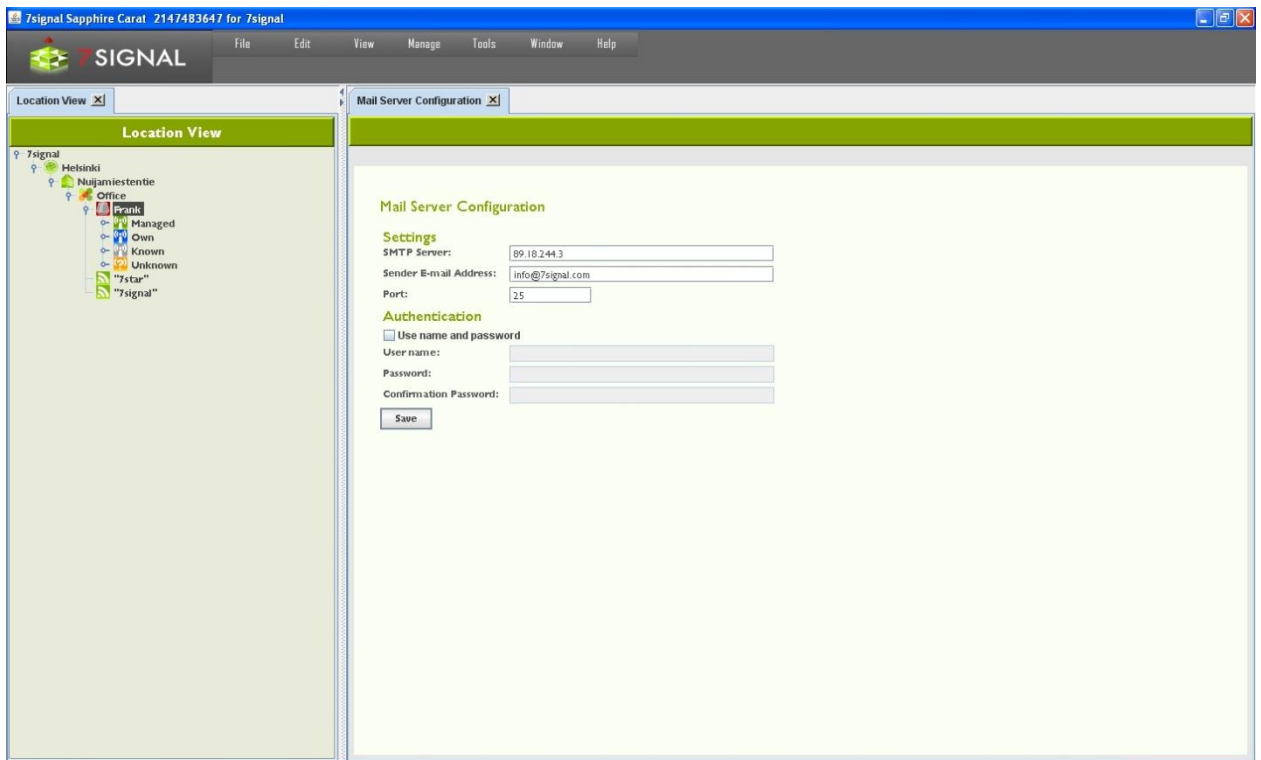 7signal Sapphire Carat 2147483647 for 7signal
7SIGNAL
File Edit View Manage Tools Window Help
Location View
Mail Server Configuration
Location View
7signal
Helsinki
Nuijamiestentie
Office
Frank
Managed
Own
Known
Unknown
"7star"
"7signal"
Mail Server Configuration
Settings
SMTP Server: 89.18.244.3
Sender E-mail Address: info@7signal.com
Port: 25
Authentication
Use name and password
User name:
Password:
Confirmation Password:
Save